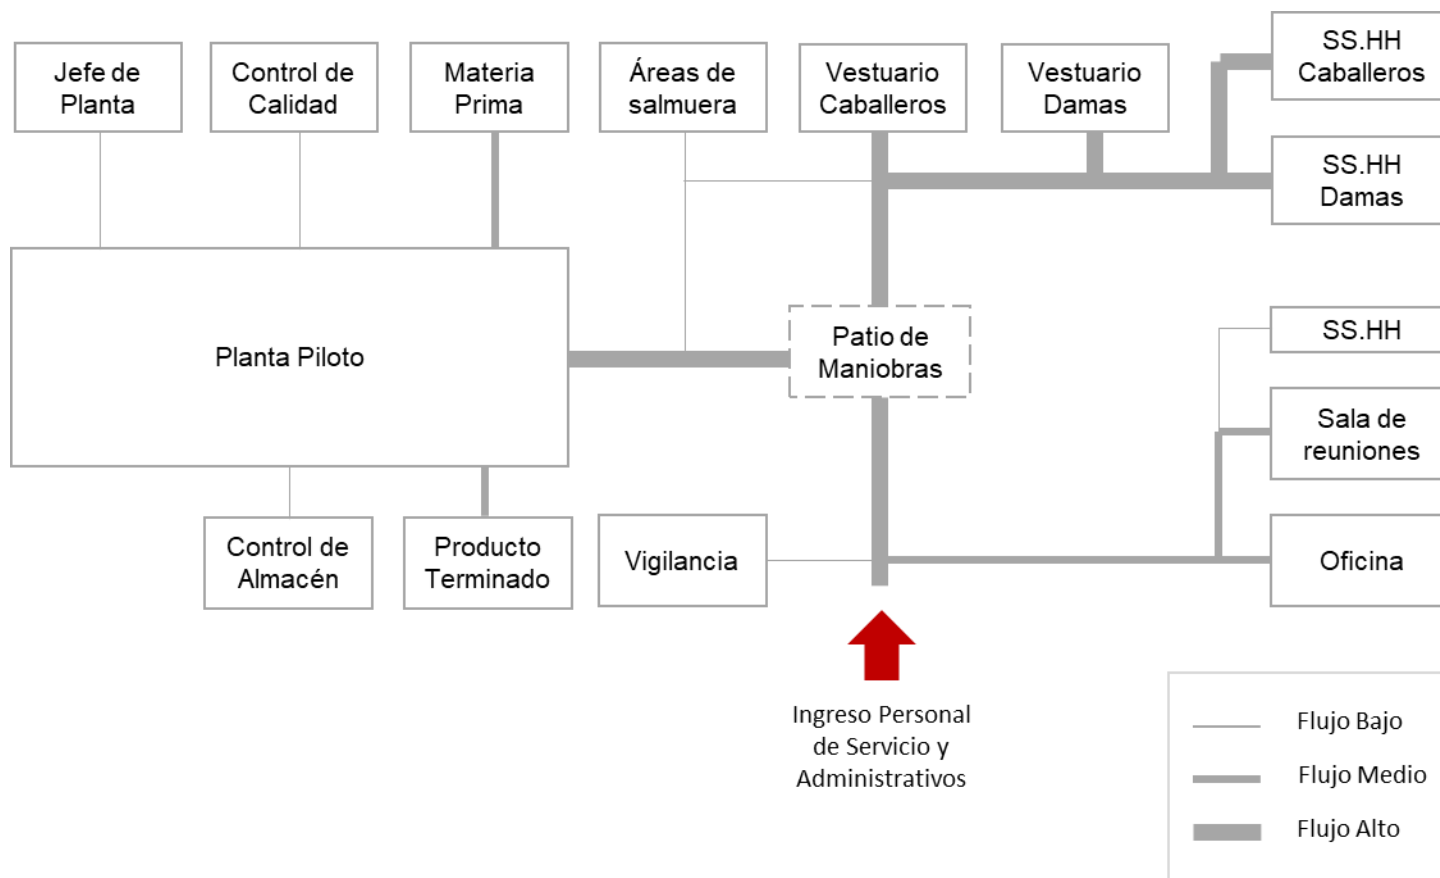 Jefe de
Planta
Control de
Calidad
Materia
Prima
Áreas de
salmuera
Vestuario
Caballeros
Vestuario
Damas
SS.HH
Caballeros
SS.HH
Damas
Planta Piloto
Patio de
Maniobras
SS.HH
Sala de
reuniones
Control de
Almacén
Producto
Terminado
Vigilancia
Oficina
Ingreso Personal
de Servicio y
Administrativos
Flujo Bajo
Flujo Medio
Flujo Alto